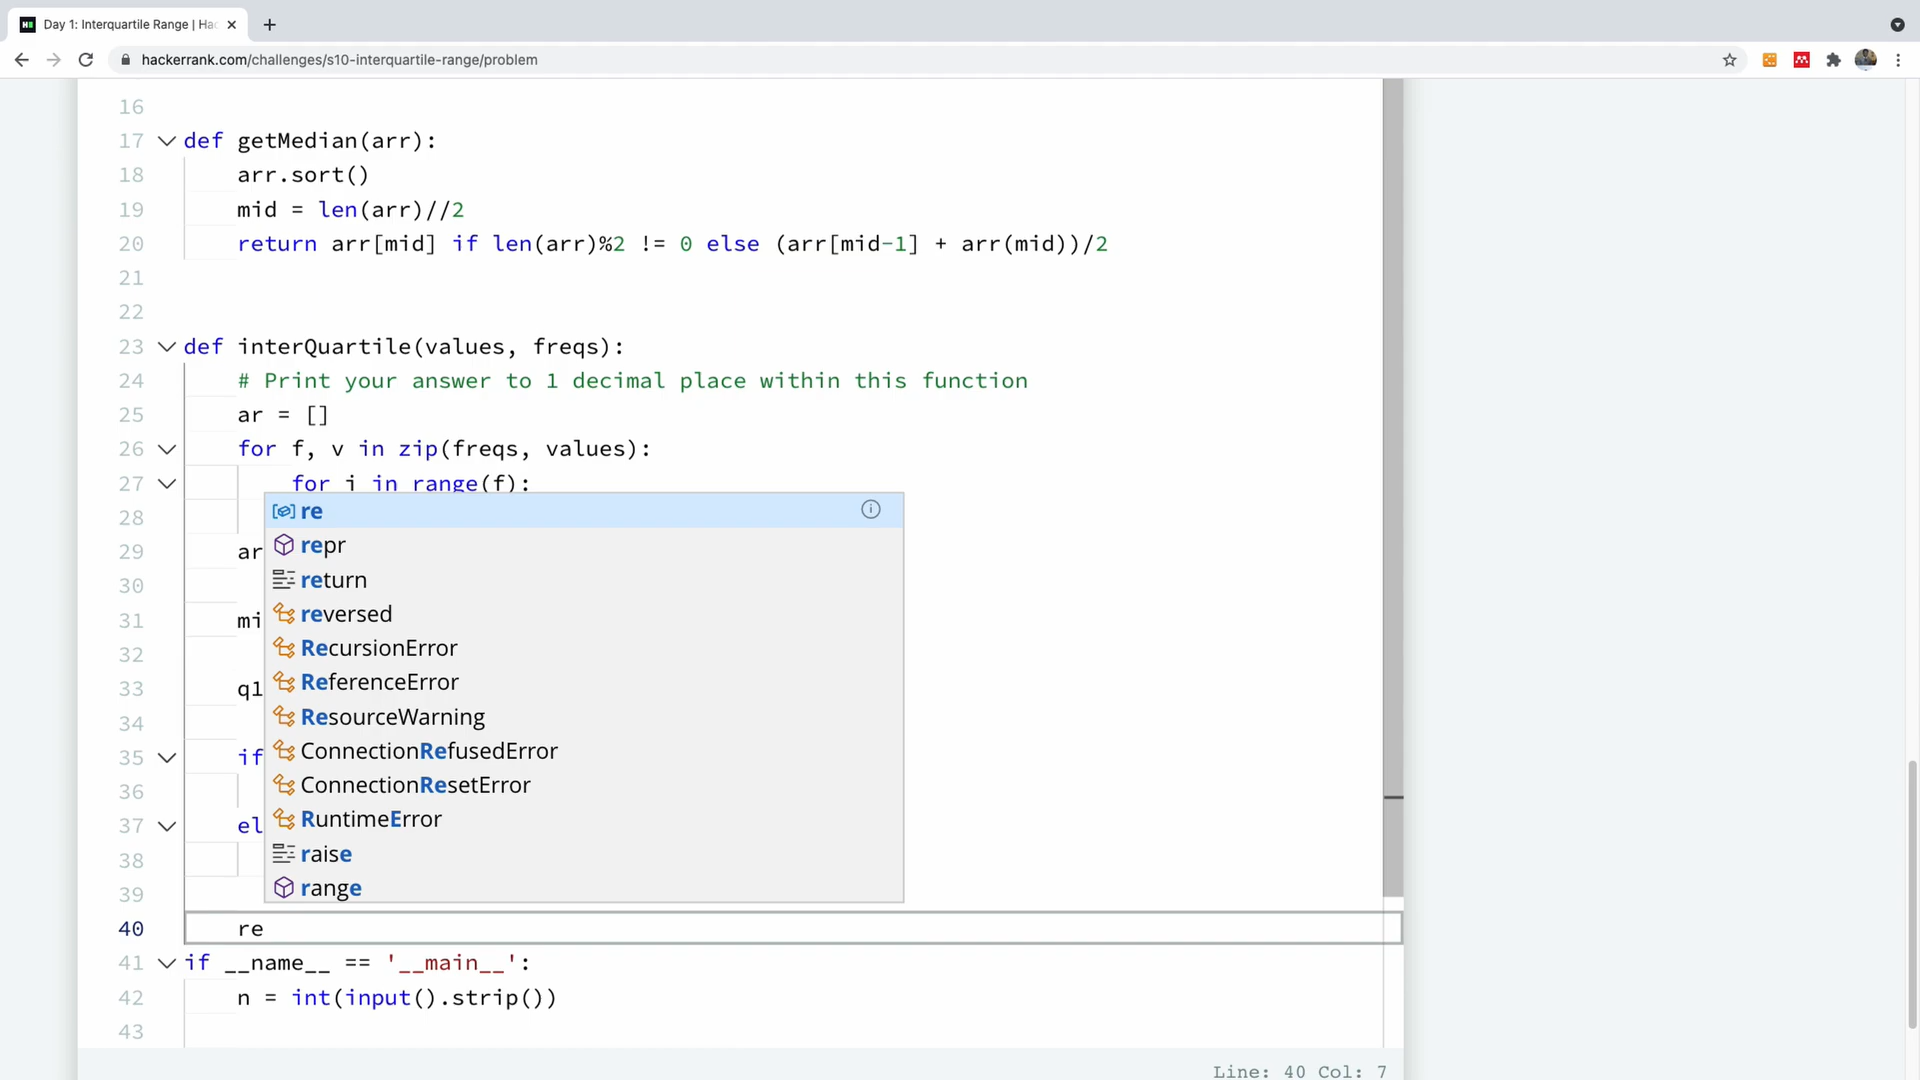 Day 1: Interquartile Range | Hac
hackerrank.com/challenges/s10-interquartile-range/problem
16
17 def getMedian(arr):
18 arr.sort()
19 mid = len(arr)//2
20 return arr[mid] if len(arr)%2 != 0 else (arr[mid-1] + arr(mid))/2
21
22
23 def interQuartile(values, freqs):
24 # Print your answer to 1 decimal place within this function
25 ar = []
26 for f, v in zip(freqs, values):
27 for i in range(f):
28
re
29 ar
repr
30
return
31 mi
reversed
32
RecursionError
33 q1
ReferenceError
34
ResourceWarning
35 if
ConnectionRefusedError
36
ConnectionResetError
37 el
RuntimeError
38
raise
39
range
40 re
41 if __name__ == '__main__':
42 n = int(input().strip())
43
Line: 40 Col: 7